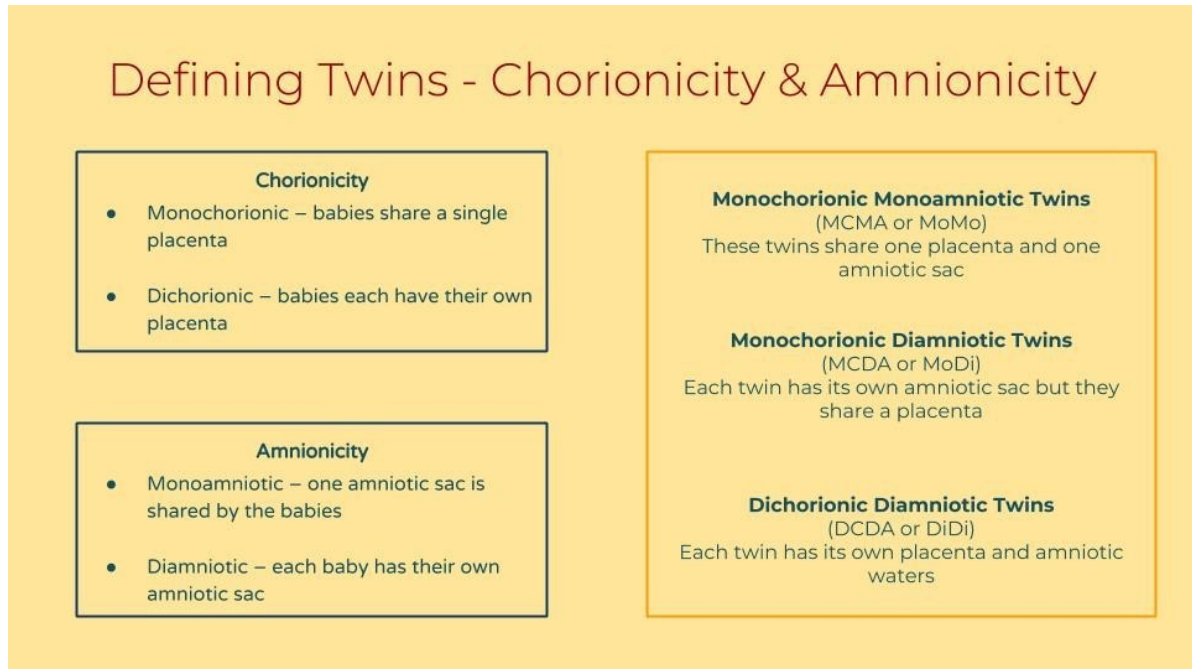 Defining Twins - Chorionicity & Amnionicity
Chorionicity
● Monochorionic – babies share a single
placenta
● Dichorionic – babies each have their own
placenta
Amnionicity
● Monoamniotic – one amniotic sac is
shared by the babies
● Diamniotic – each baby has their own
amniotic sac
Monochorionic Monoamniotic Twins
(MCMA or MoMo)
These twins share one placenta and one
amniotic sac
Monochorionic Diamniotic Twins
(MCDA or MoDi)
Each twin has its own amniotic sac but they
share a placenta
Dichorionic Diamniotic Twins
(DCDA or DiDi)
Each twin has its own placenta and amniotic
waters